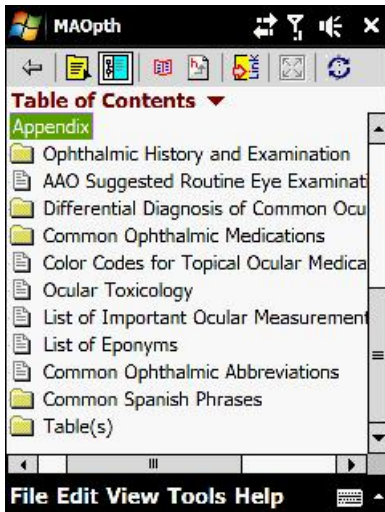 MAOpth
Table of Contents
Appendix
Ophthalmic History and Examination
AAO Suggested Routine Eye Examinati
Differential Diagnosis of Common Ocu
Common Ophthalmic Medications
Color Codes for Topical Ocular Medica
Ocular Toxicology
List of Important Ocular Measurement
List of Eponyms
Common Ophthalmic Abbreviations
Common Spanish Phrases
Table(s)
File Edit View Tools Help